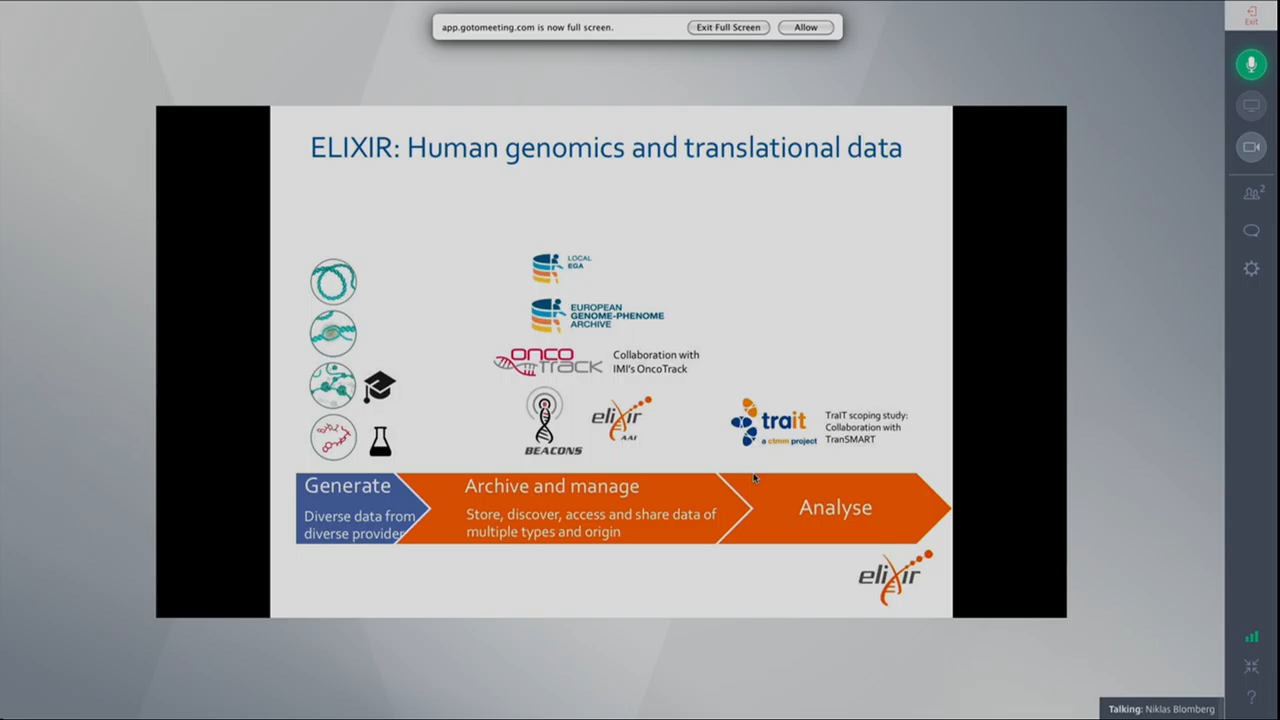 app.gotomeeting.com is now full screen.
Exit Full Screen
Allow
Exit
2
ELIXIR: Human genomics and translational data
LOCAL
EGA
EUROPEAN
GENOME-PHENOME
ARCHIVE
ONCO
TRACK
Collaboration with
IMI's OncoTrack
BEACONS
elixir
AAI
trait
a ctmm project
TraIT scoping study:
Collaboration with
TranSMART
Generate
Diverse data from
diverse provider
Archive and manage
Store, discover, access and share data of
multiple types and origin
Analyse
elixir
?
Talking: Niklas Blomberg